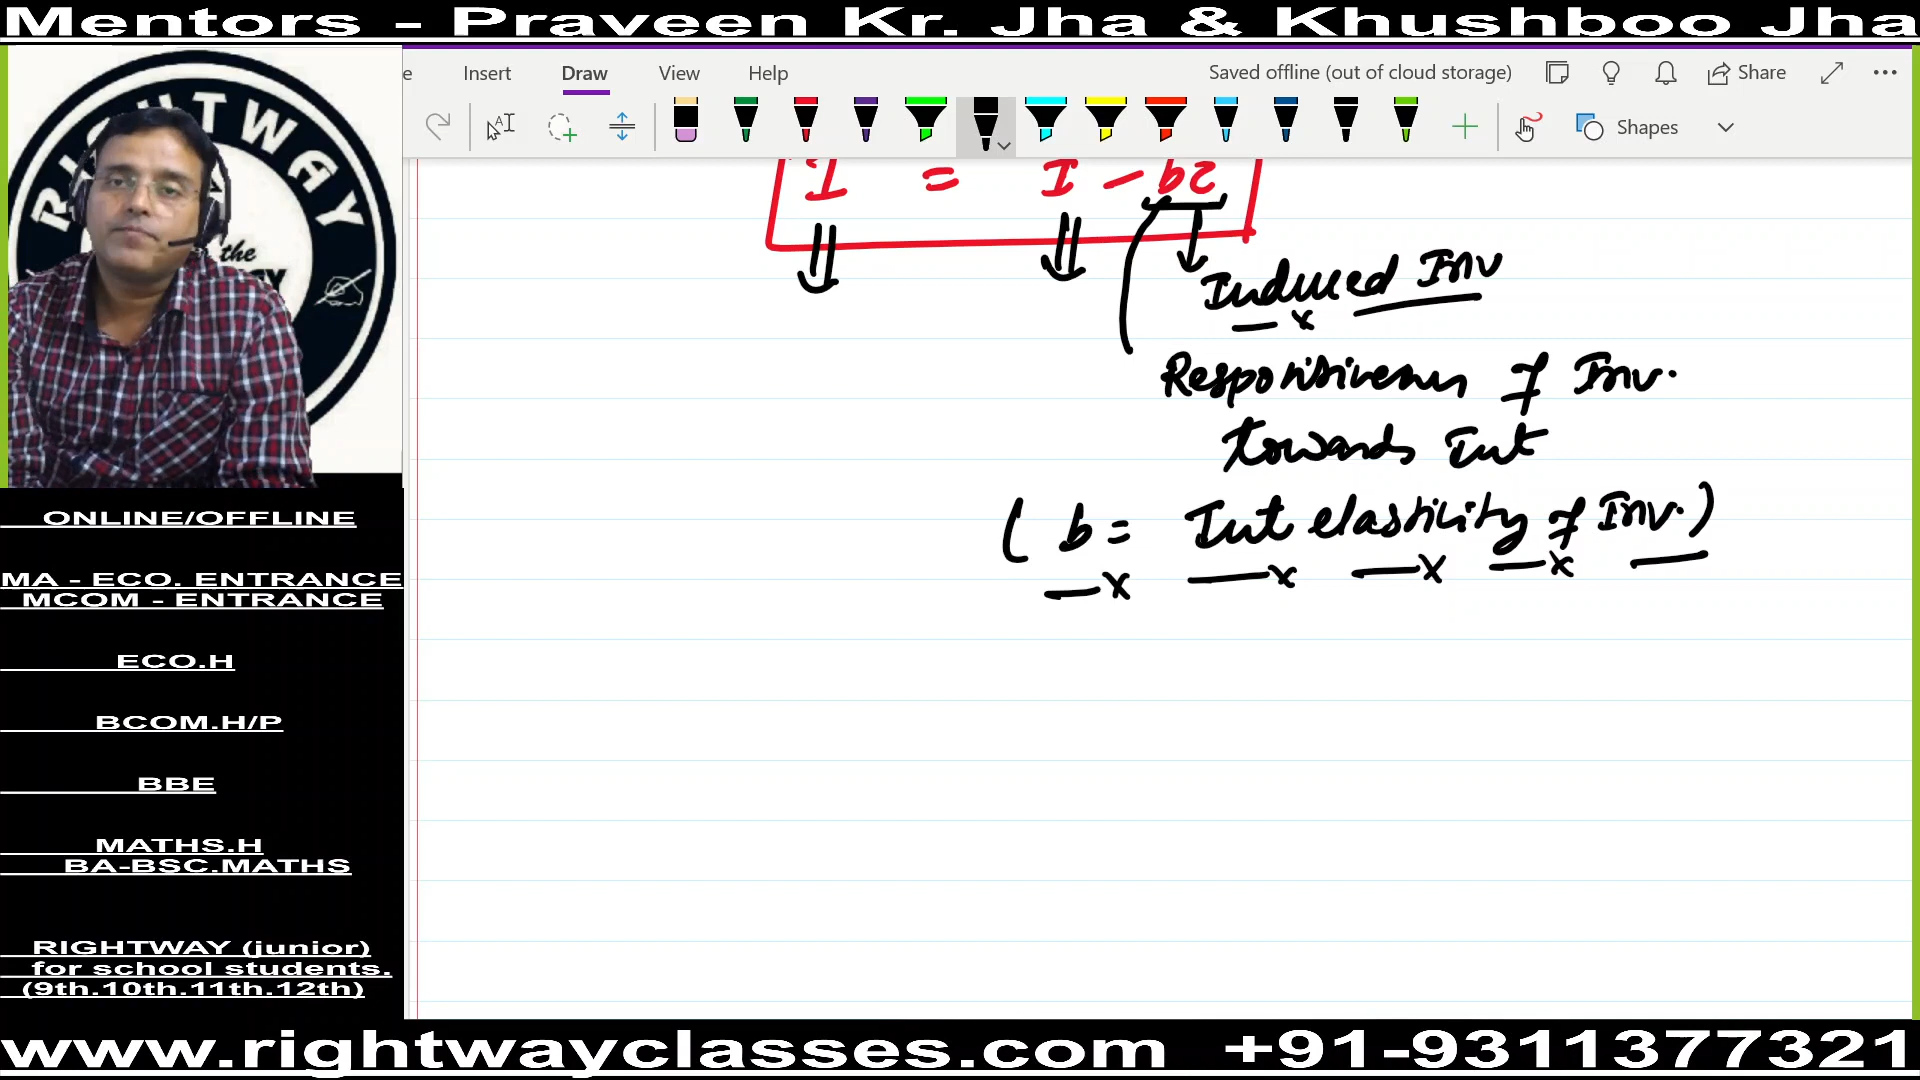 Mentors - Praveen Kr. Jha & Khushboo Jha
Insert Draw View Help Saved offline (out of cloud storage) Share
Shapes
RIGHTWAY
the
I = I - bi
Induced Inv
Responsiveness of Inv.
towards Int
( b = Int elasticity of Inv. )
ONLINE/OFFLINE
MA - ECO. ENTRANCE
MCOM - ENTRANCE
ECO.H
BCOM.H/P
BBE
MATHS.H
BA-BSC.MATHS
RIGHTWAY (junior)
for school students.
(9th.10th.11th.12th)
www.rightwayclasses.com +91-9311377321